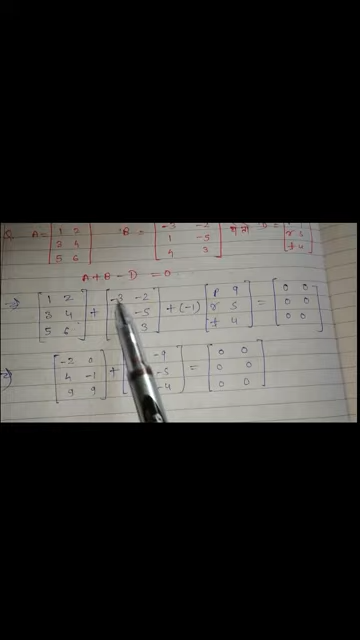 A = [ 1 2 B = [ -3 -2
3 4 1 -5
5 6 ] 4 3 ]
A + B - D = 0
→ [ 1 2 + [ -3 -2 + (-1) [ P 9 = [ 0 0
3 4 -5 r 5 0 0
5 6 ] 3 ] t 4 ] 0 0 ]
[ -2 0 + [ -9 = [ 0 0
4 -1 -5 0 0
9 9 ] -4 ] 0 0 ]